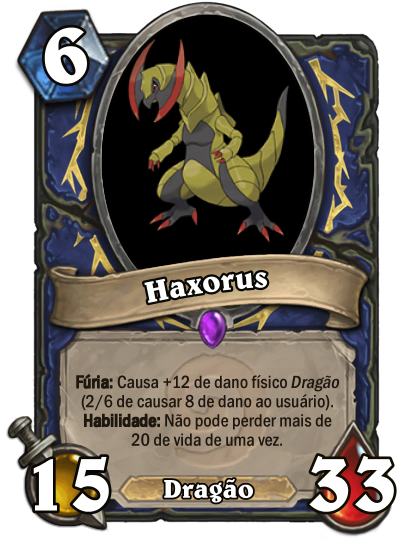 6
Haxorus
Fúria: Causa +12 de dano físico Dragão
(2/6 de causar 8 de dano ao usuário).
Habilidade: Não pode perder mais de
20 de vida de uma vez.
15
Dragão
33